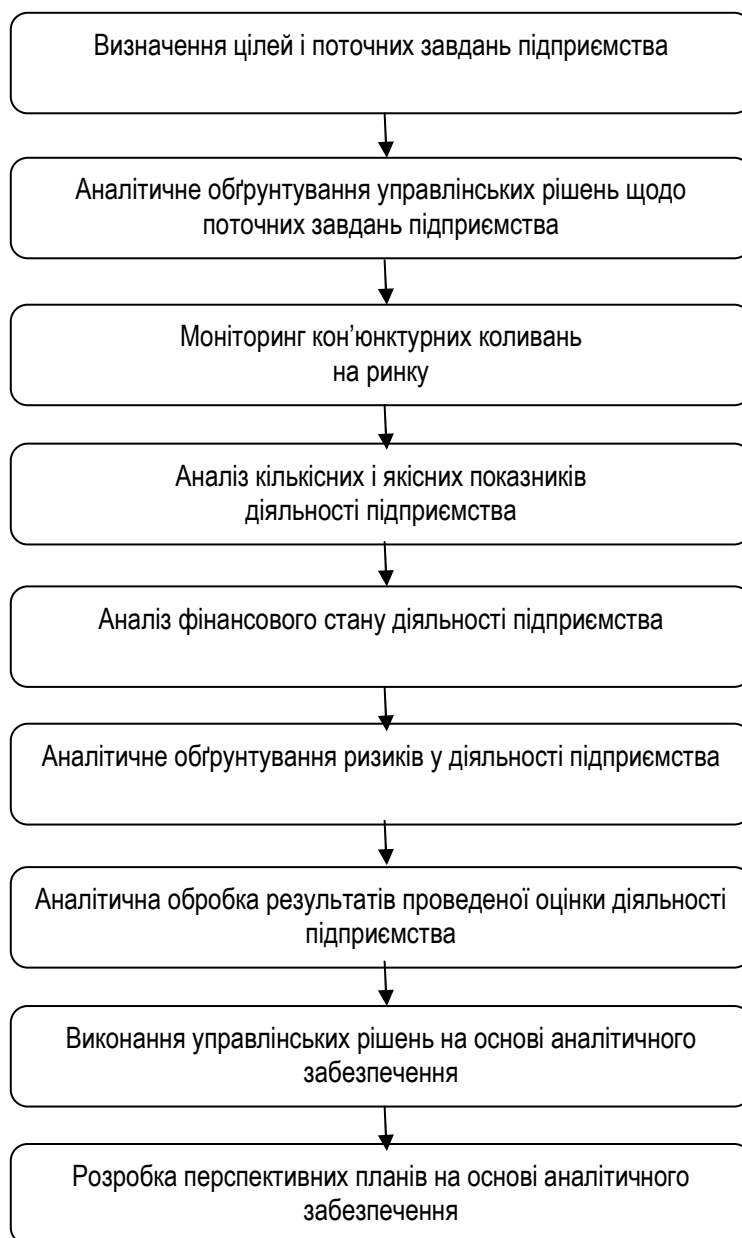 Визначення цілей і поточних завдань підприємства
Аналітичне обґрунтування управлінських рішень щодо
поточних завдань підприємства
Моніторинг кон’юнктурних коливань
на ринку
Аналіз кількісних і якісних показників
діяльності підприємства
Аналіз фінансового стану діяльності підприємства
Аналітичне обґрунтування ризиків у діяльності підприємства
Аналітична обробка результатів проведеної оцінки діяльності
підприємства
Виконання управлінських рішень на основі аналітичного
забезпечення
Розробка перспективних планів на основі аналітичного
забезпечення